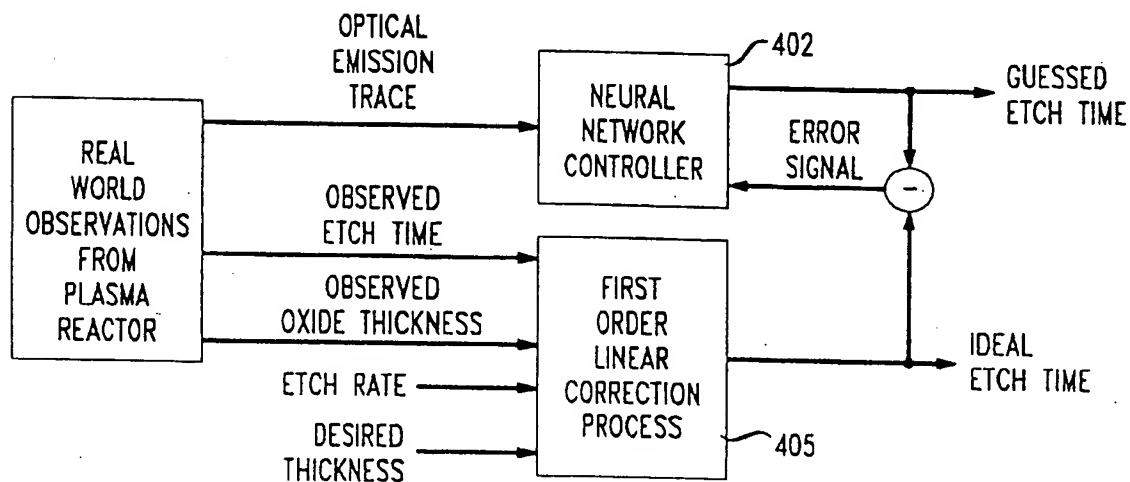 REAL
WORLD
OBSERVATIONS
FROM
PLASMA
REACTOR
OPTICAL
EMISSION
TRACE
OBSERVED
ETCH TIME
OBSERVED
OXIDE THICKNESS
ETCH RATE
DESIRED
THICKNESS
402
NEURAL
NETWORK
CONTROLLER
FIRST
ORDER
LINEAR
CORRECTION
PROCESS
405
ERROR
SIGNAL
-
GUESSED
ETCH TIME
IDEAL
ETCH TIME